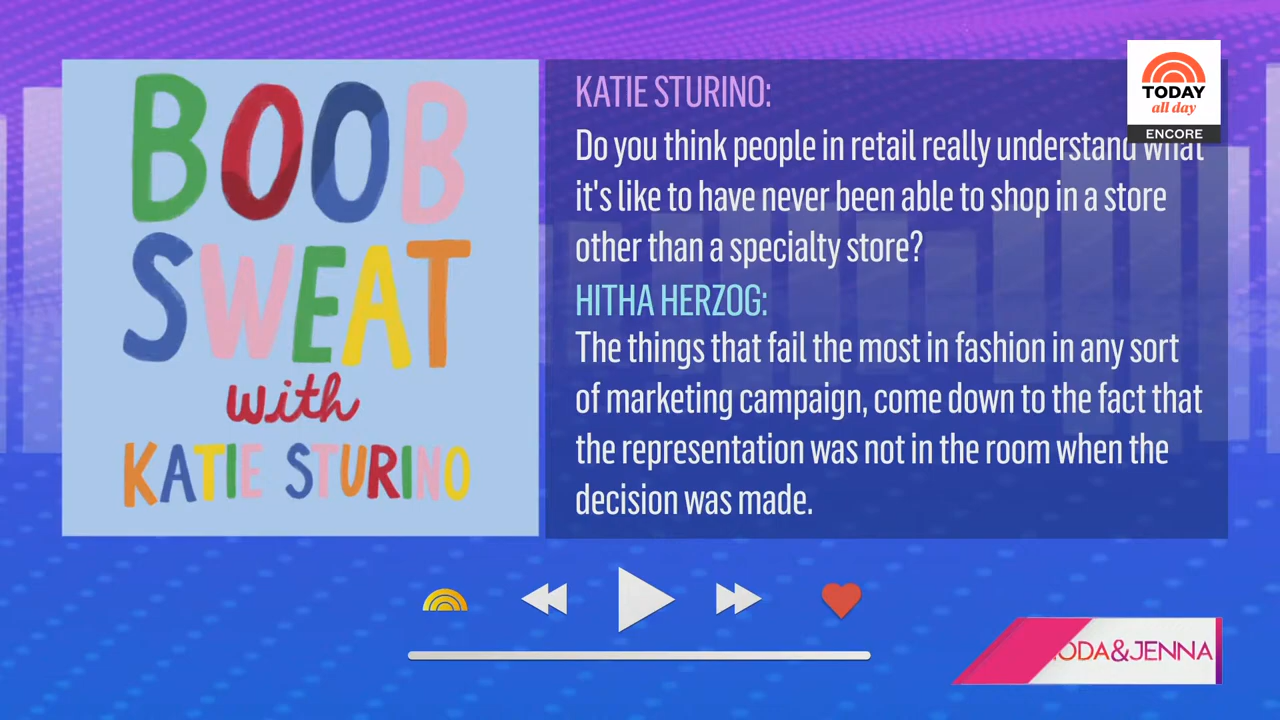 BOOB
SWEAT
with
KATIE STURINO
KATIE STURINO:
Do you think people in retail really understand what
it's like to have never been able to shop in a store
other than a specialty store?
HITHA HERZOG:
The things that fail the most in fashion in any sort
of marketing campaign, come down to the fact that
the representation was not in the room when the
decision was made.
TODAY
all day
ENCORE
ODA&JENNA